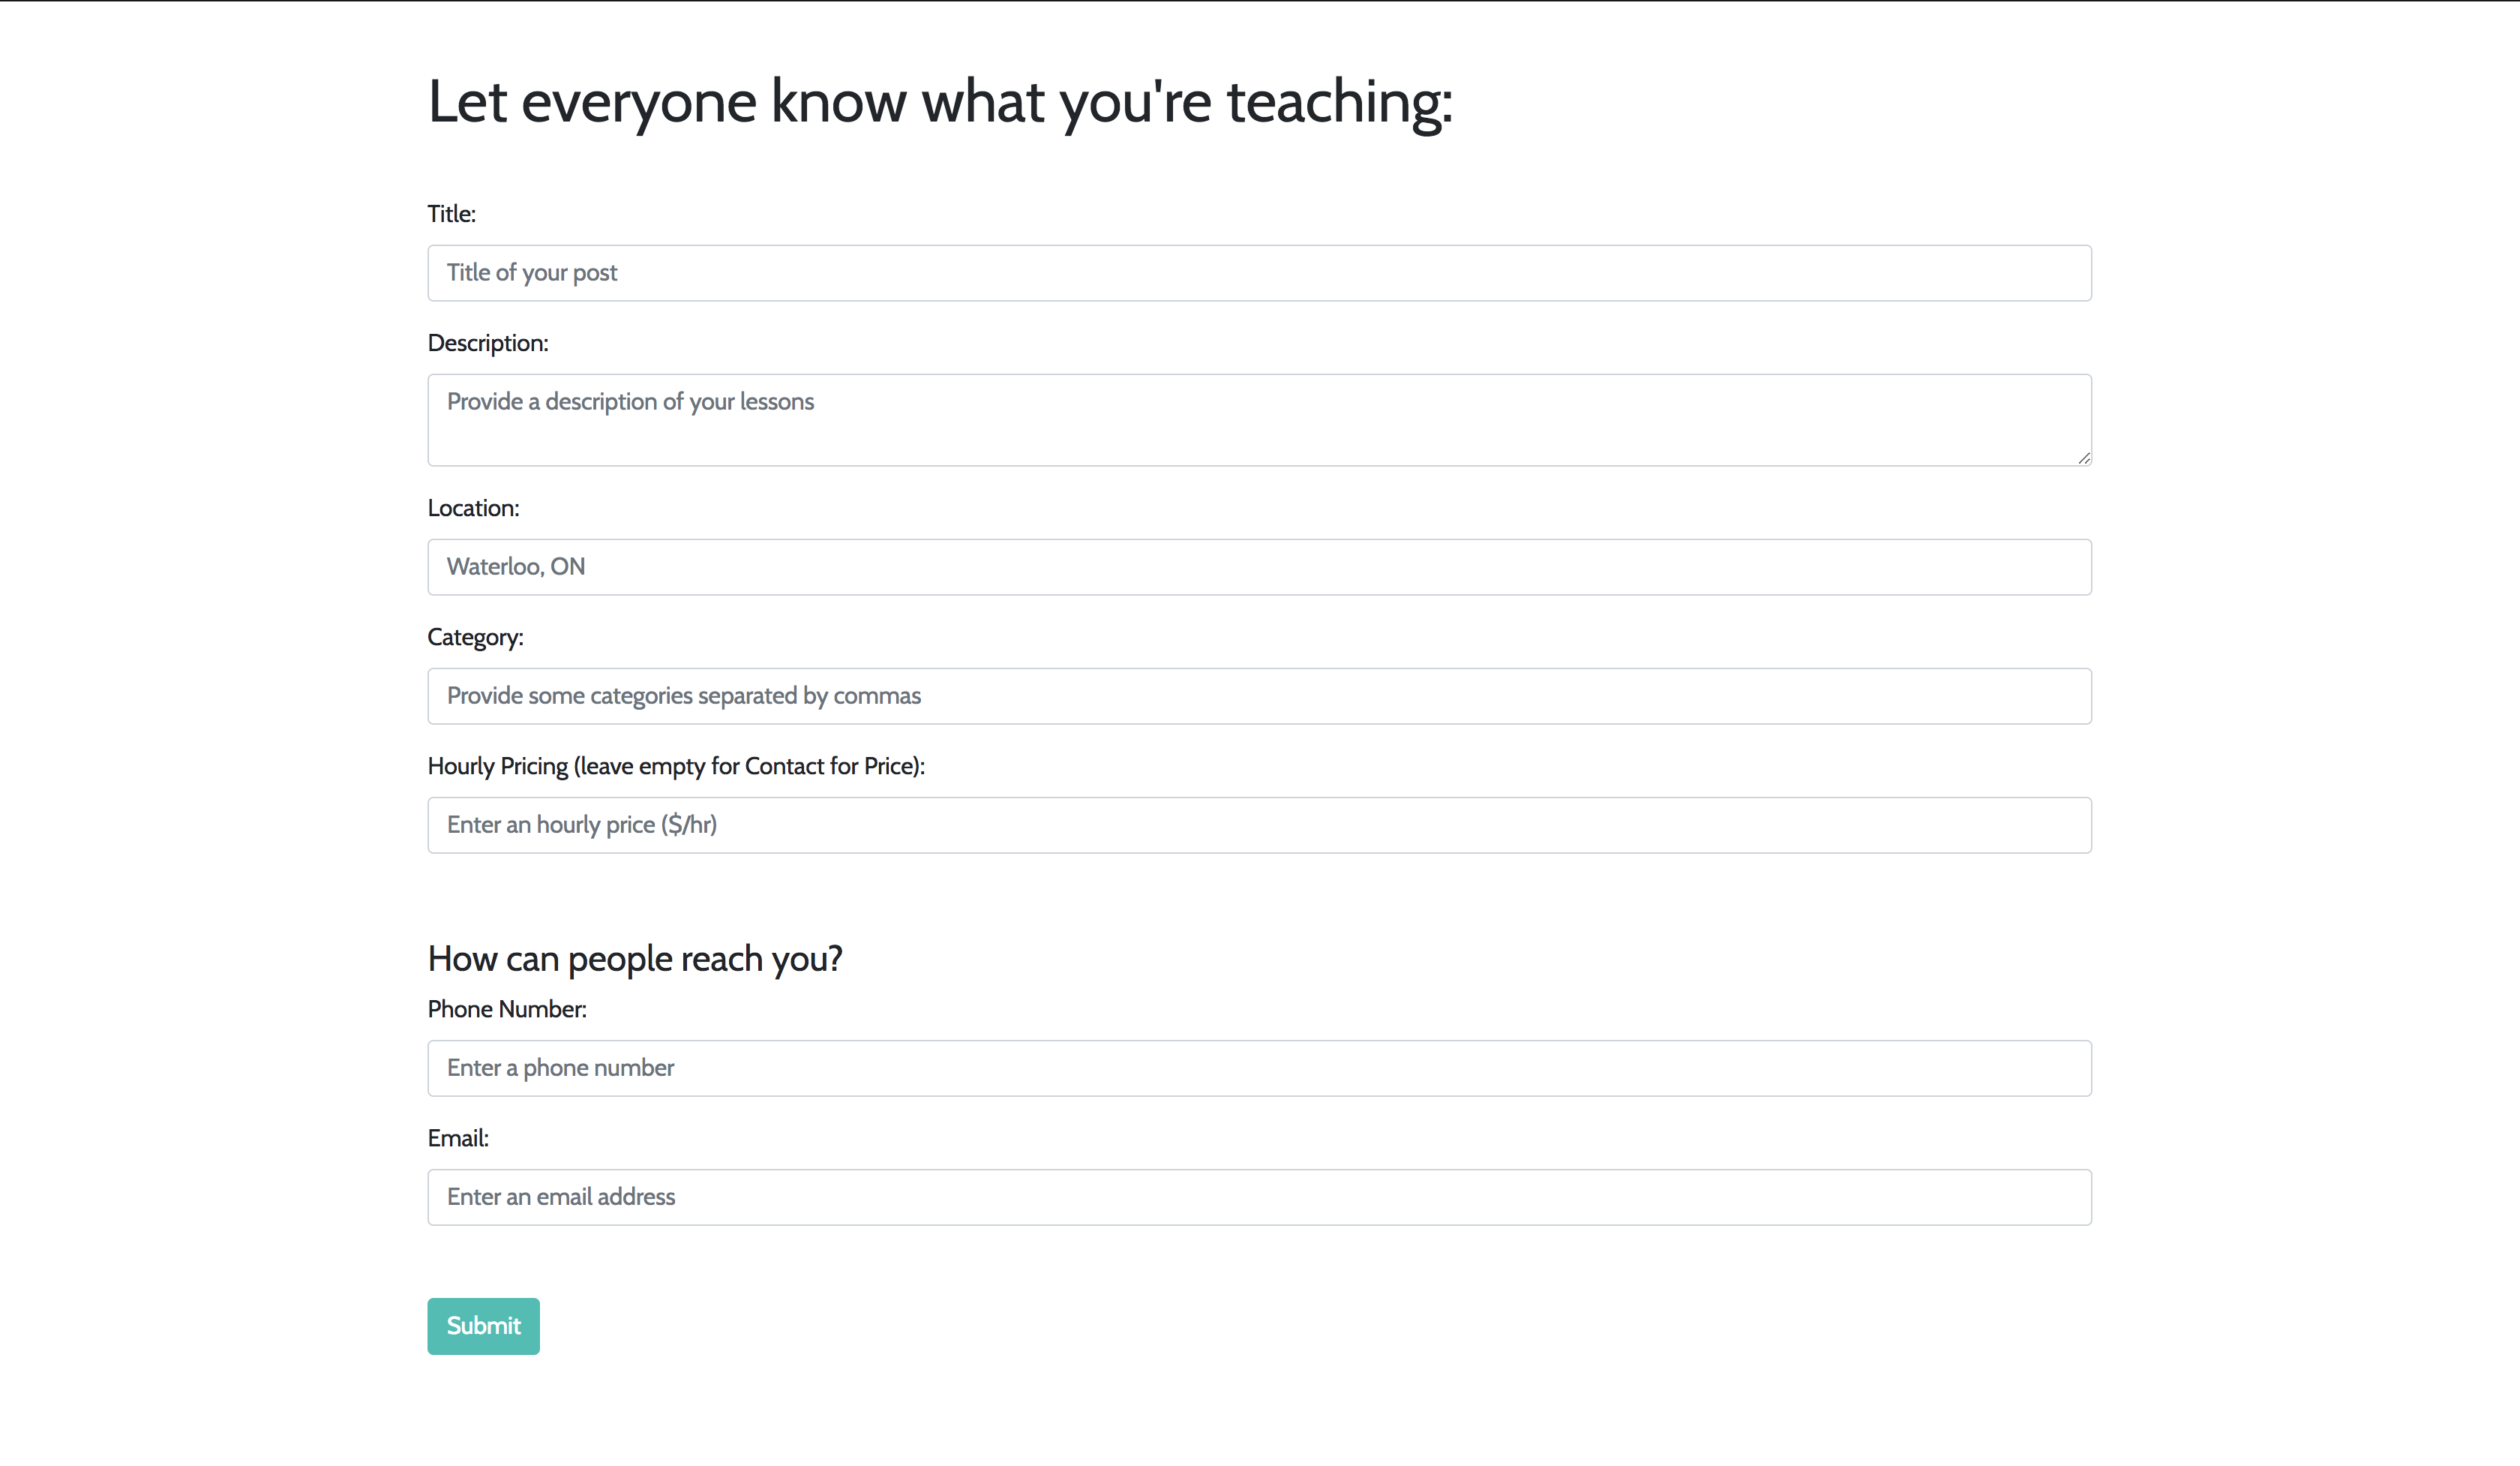 Let everyone know what you're teaching:
Title:
Title of your post
Description:
Provide a description of your lessons
Location:
Waterloo, ON
Category:
Provide some categories separated by commas
Hourly Pricing (leave empty for Contact for Price):
Enter an hourly price ($/hr)
How can people reach you?
Phone Number:
Enter a phone number
Email:
Enter an email address
Submit